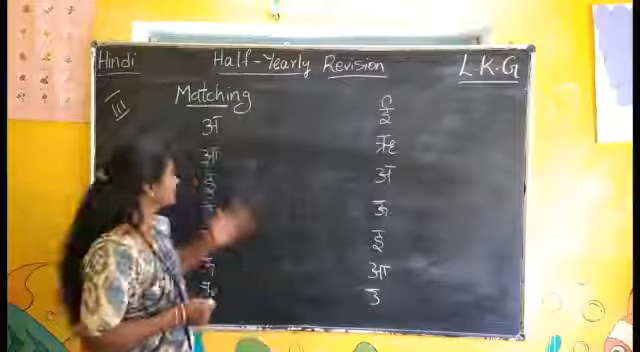 Hindi Half-Yearly Revision L.K.G
III Matching
अ ई
आ ऋ
इ अ
ऊ
इ
आ
उ